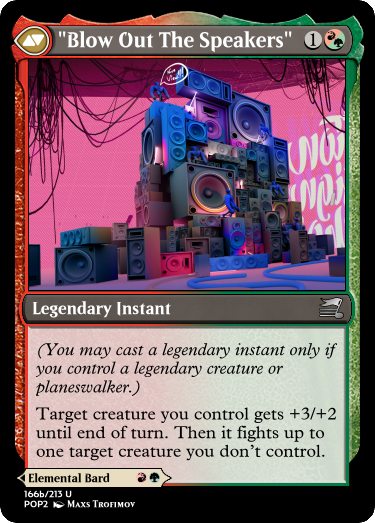 "Blow Out The Speakers" 1
Legendary Instant
(You may cast a legendary instant only if
you control a legendary creature or
planeswalker.)
Target creature you control gets +3/+2
until end of turn. Then it fights up to
one target creature you don't control.
Elemental Bard
166b/213 U
POP2 Maxs Trofimov